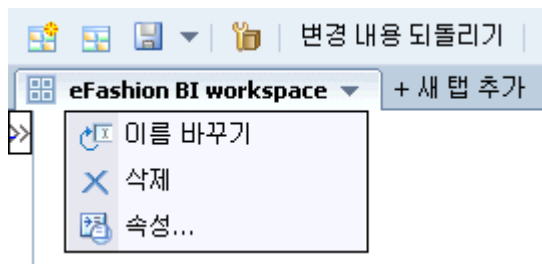 변경 내용 되돌리기
eFashion BI workspace
+ 새 탭 추가
이름 바꾸기
삭제
속성...